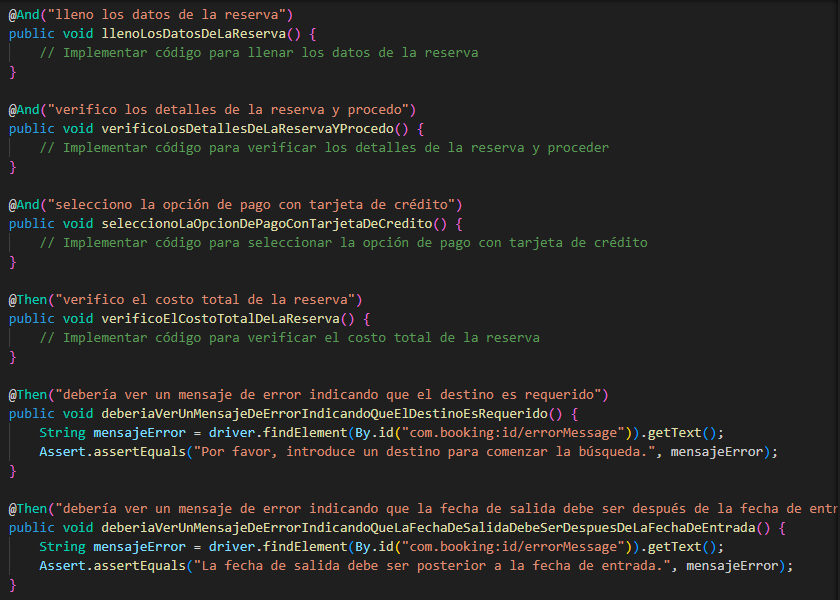 @And("lleno los datos de la reserva")
public void llenoLosDatosDeLaReserva() {
    // Implementar código para llenar los datos de la reserva
}

@And("verifico los detalles de la reserva y procedo")
public void verificoLosDetallesDeLaReservaYProcedo() {
    // Implementar código para verificar los detalles de la reserva y proceder
}

@And("selecciono la opción de pago con tarjeta de crédito")
public void seleccionoLaOpcionDePagoConTarjetaDeCredito() {
    // Implementar código para seleccionar la opción de pago con tarjeta de crédito
}

@Then("verifico el costo total de la reserva")
public void verificoElCostoTotalDeLaReserva() {
    // Implementar código para verificar el costo total de la reserva
}

@Then("debería ver un mensaje de error indicando que el destino es requerido")
public void deberiaVerUnMensajeDeErrorIndicandoQueElDestinoEsRequerido() {
    String mensajeError = driver.findElement(By.id("com.booking:id/errorMessage")).getText();
    Assert.assertEquals("Por favor, introduce un destino para comenzar la búsqueda.", mensajeError);
}

@Then("debería ver un mensaje de error indicando que la fecha de salida debe ser después de la fecha de entr
public void deberiaVerUnMensajeDeErrorIndicandoQueLaFechaDeSalidaDebeSerDespuesDeLaFechaDeEntrada() {
    String mensajeError = driver.findElement(By.id("com.booking:id/errorMessage")).getText();
    Assert.assertEquals("La fecha de salida debe ser posterior a la fecha de entrada.", mensajeError);
}